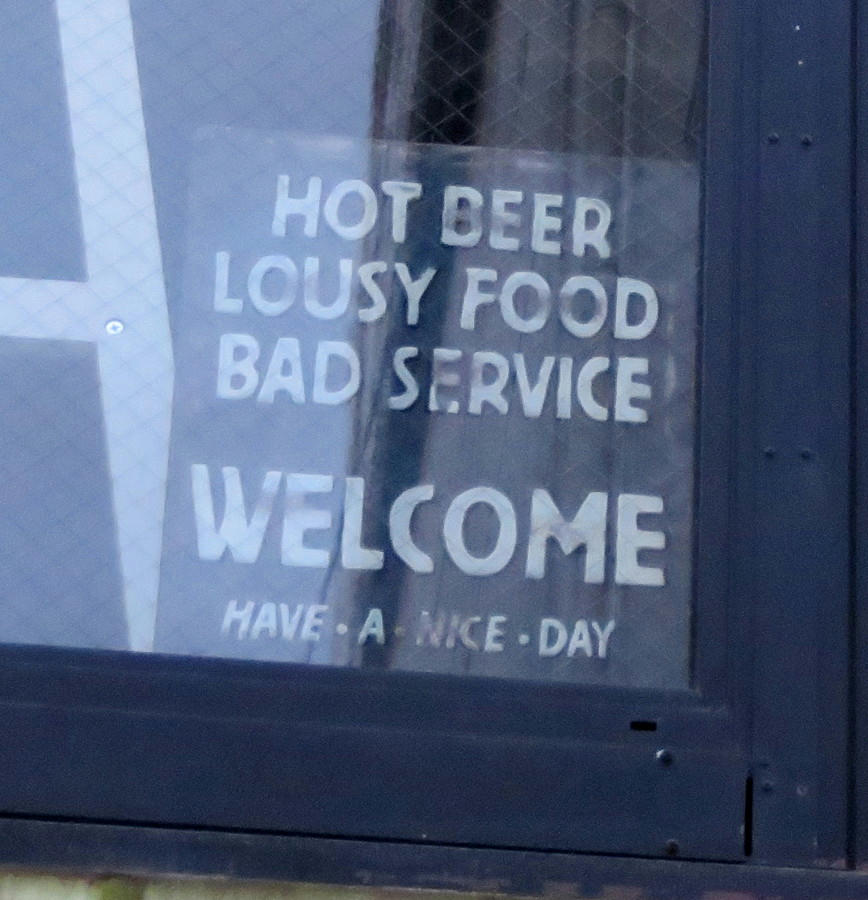 HOT BEER
LOUSY FOOD
BAD SERVICE
WELCOME
HAVE · A · NICE · DAY